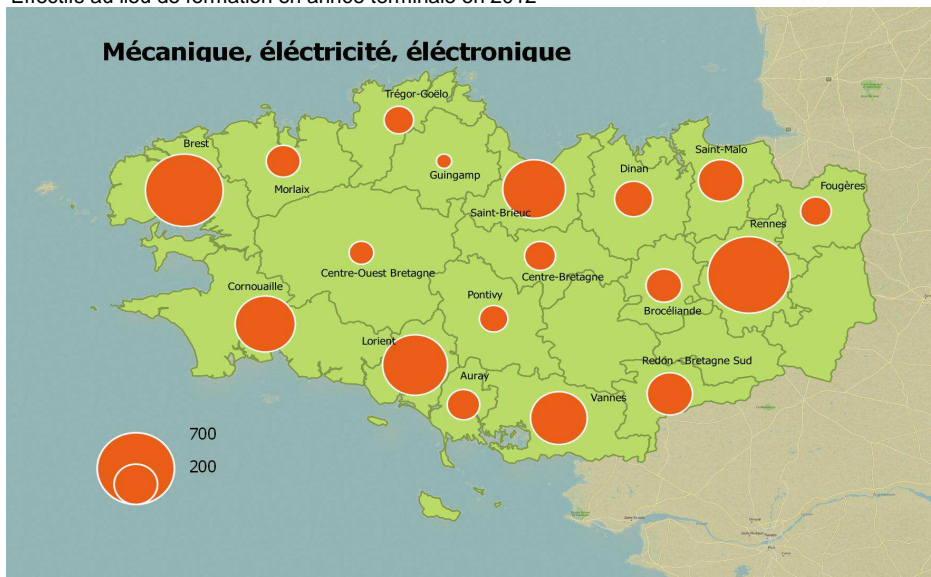 Effectifs au lieu de formation en année terminale en 2012
Mécanique, éléctricité, éléctronique
Trégor-Goëlo
Brest
Saint-Malo
Guingamp
Dinan
Morlaix
Fougères
Saint-Brieuc
Rennes
Centre-Ouest Bretagne
Centre-Bretagne
Cornouaille
Pontivy
Brocéliande
Lorient
Redon - Bretagne Sud
Auray
Vannes
700
200